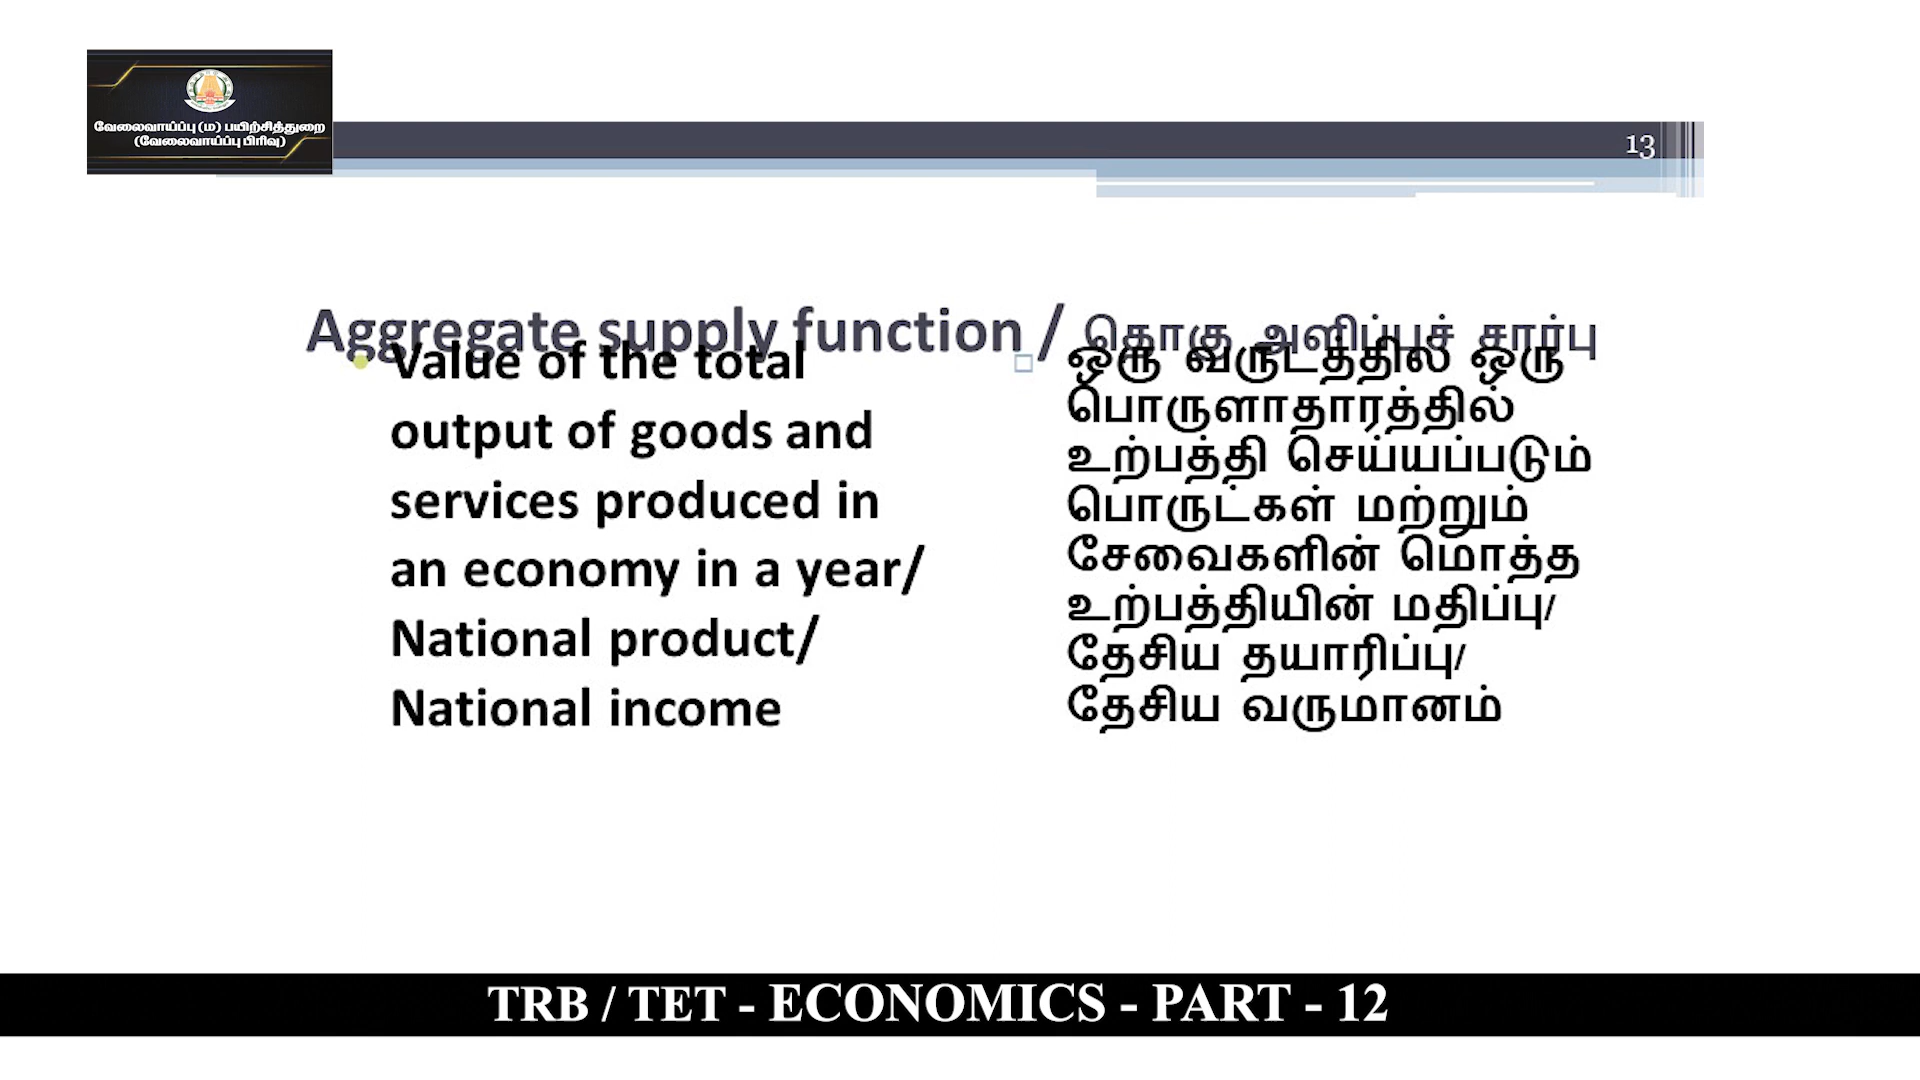 வேலைவாய்ப்பு (ம) பயிற்சித்துறை
(வேலைவாய்ப்பு பிரிவு)
13
Aggregate supply function / தொகு அளிப்புச் சார்பு
Value of the total
output of goods and
services produced in
an economy in a year/
National product/
National income
ஒரு வருடத்தில் ஒரு
பொருளாதாரத்தில்
உற்பத்தி செய்யப்படும்
பொருட்கள் மற்றும்
சேவைகளின் மொத்த
உற்பத்தியின் மதிப்பு/
தேசிய தயாரிப்பு/
தேசிய வருமானம்
TRB / TET - ECONOMICS - PART - 12